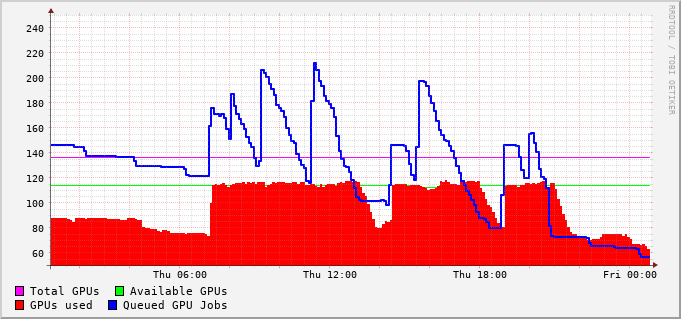 RRDTOOL / TOBI OETIKER
240
220
200
180
160
140
120
100
80
60
Thu 06:00 Thu 12:00 Thu 18:00 Fri 00:00
Total GPUs Available GPUs
GPUs used Queued GPU Jobs